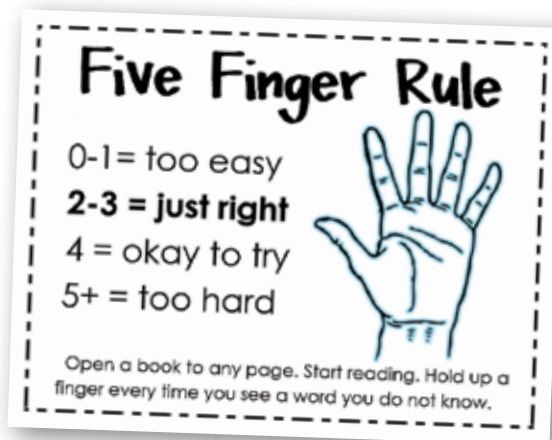 Five Finger Rule
0-1= too easy
2-3 = just right
4 = okay to try
5+ = too hard
Open a book to any page. Start reading. Hold up a
finger every time you see a word you do not know.